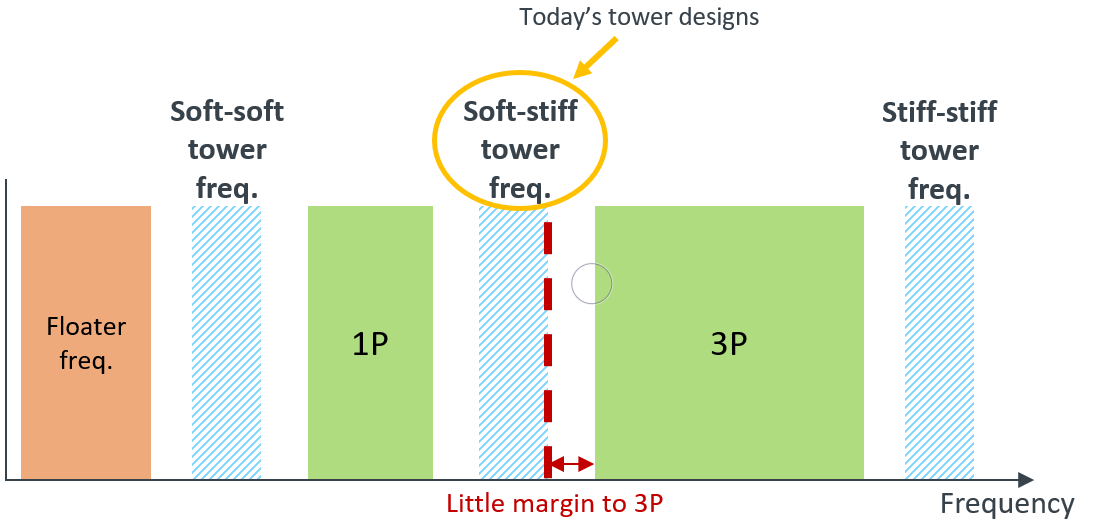 Today's tower designs
Soft-soft
tower
freq.
Soft-stiff
tower
freq.
Stiff-stiff
tower
freq.
Floater
freq.
1P
3P
Little margin to 3P
Frequency